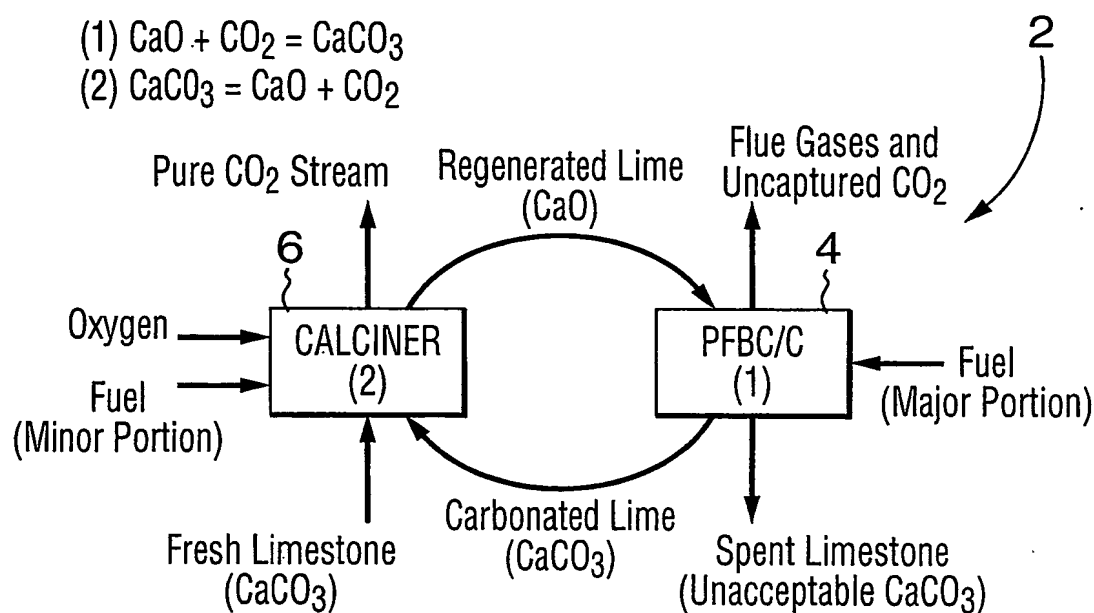 (1) CaO + CO₂ = CaCO₃
(2) CaCO₃ = CaO + CO₂
2
Pure CO₂ Stream
Regenerated Lime
(CaO)
Flue Gases and
Uncaptured CO₂
6
4
Oxygen
CALCINER
(2)
PFBC/C
(1)
Fuel
(Minor Portion)
Fuel
(Major Portion)
Fresh Limestone
(CaCO₃)
Carbonated Lime
(CaCO₃)
Spent Limestone
(Unacceptable CaCO₃)